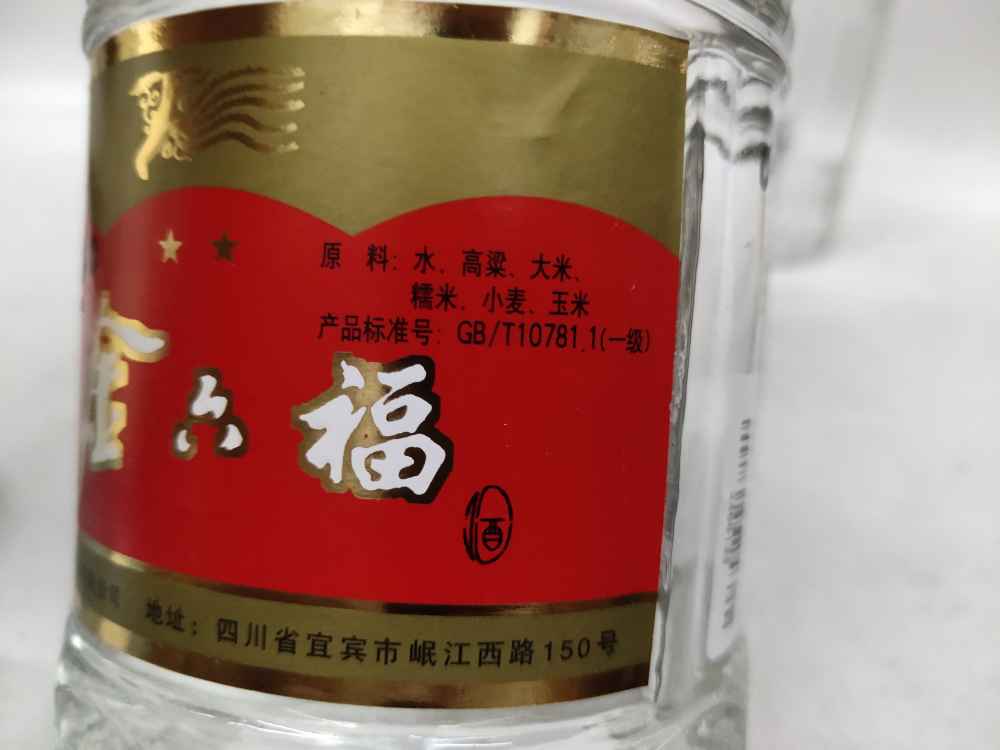 原 料：水、高粱、大米、
糯米、小麦、玉米
产品标准号：GB/T10781.1(一级)
金六福
酒
地址：四川省宜宾市岷江西路150号